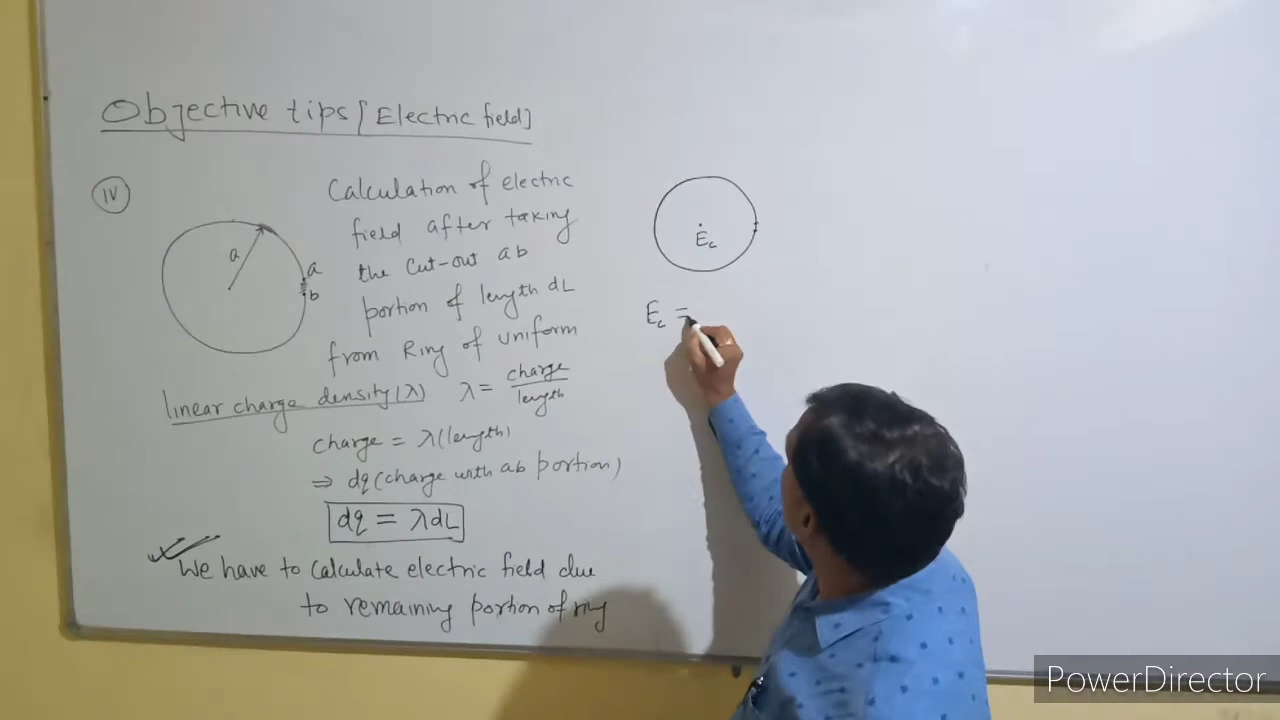 Objective tips [Electric field]
IV
Calculation of electric
field after taking
the cut-out ab
portion of length dL
from Ring of uniform
linear charge density(λ) λ = charge/length
charge = λ(length)
⇒ dq (charge with ab portion)
dq = λdL
We have to calculate electric field due
to remaining portion of ring
a
a
b
Ec
Ec =
PowerDirector